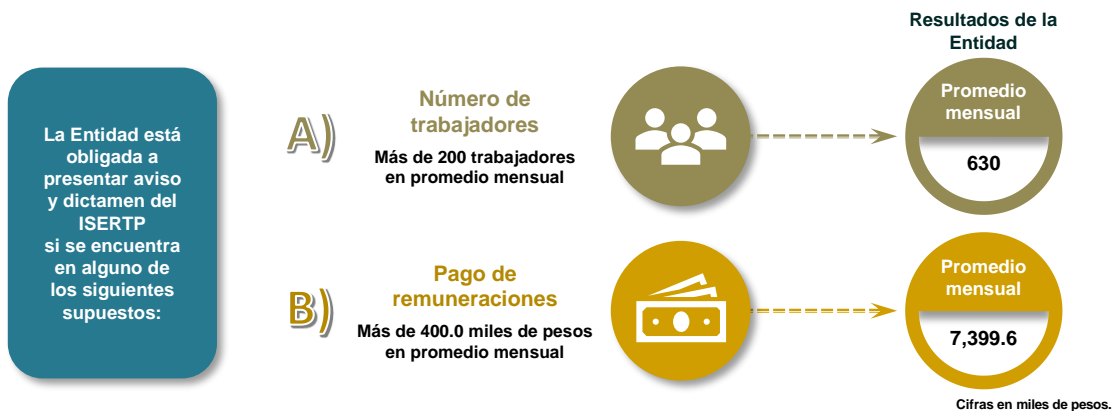 La Entidad está
obligada a
presentar aviso
y dictamen del
ISERTP
si se encuentra
en alguno de
los siguientes
supuestos:
Resultados de la
Entidad
A)
Número de
trabajadores
Más de 200 trabajadores
en promedio mensual
Promedio
mensual
630
B)
Pago de
remuneraciones
Más de 400.0 miles de pesos
en promedio mensual
Promedio
mensual
7,399.6
Cifras en miles de pesos.